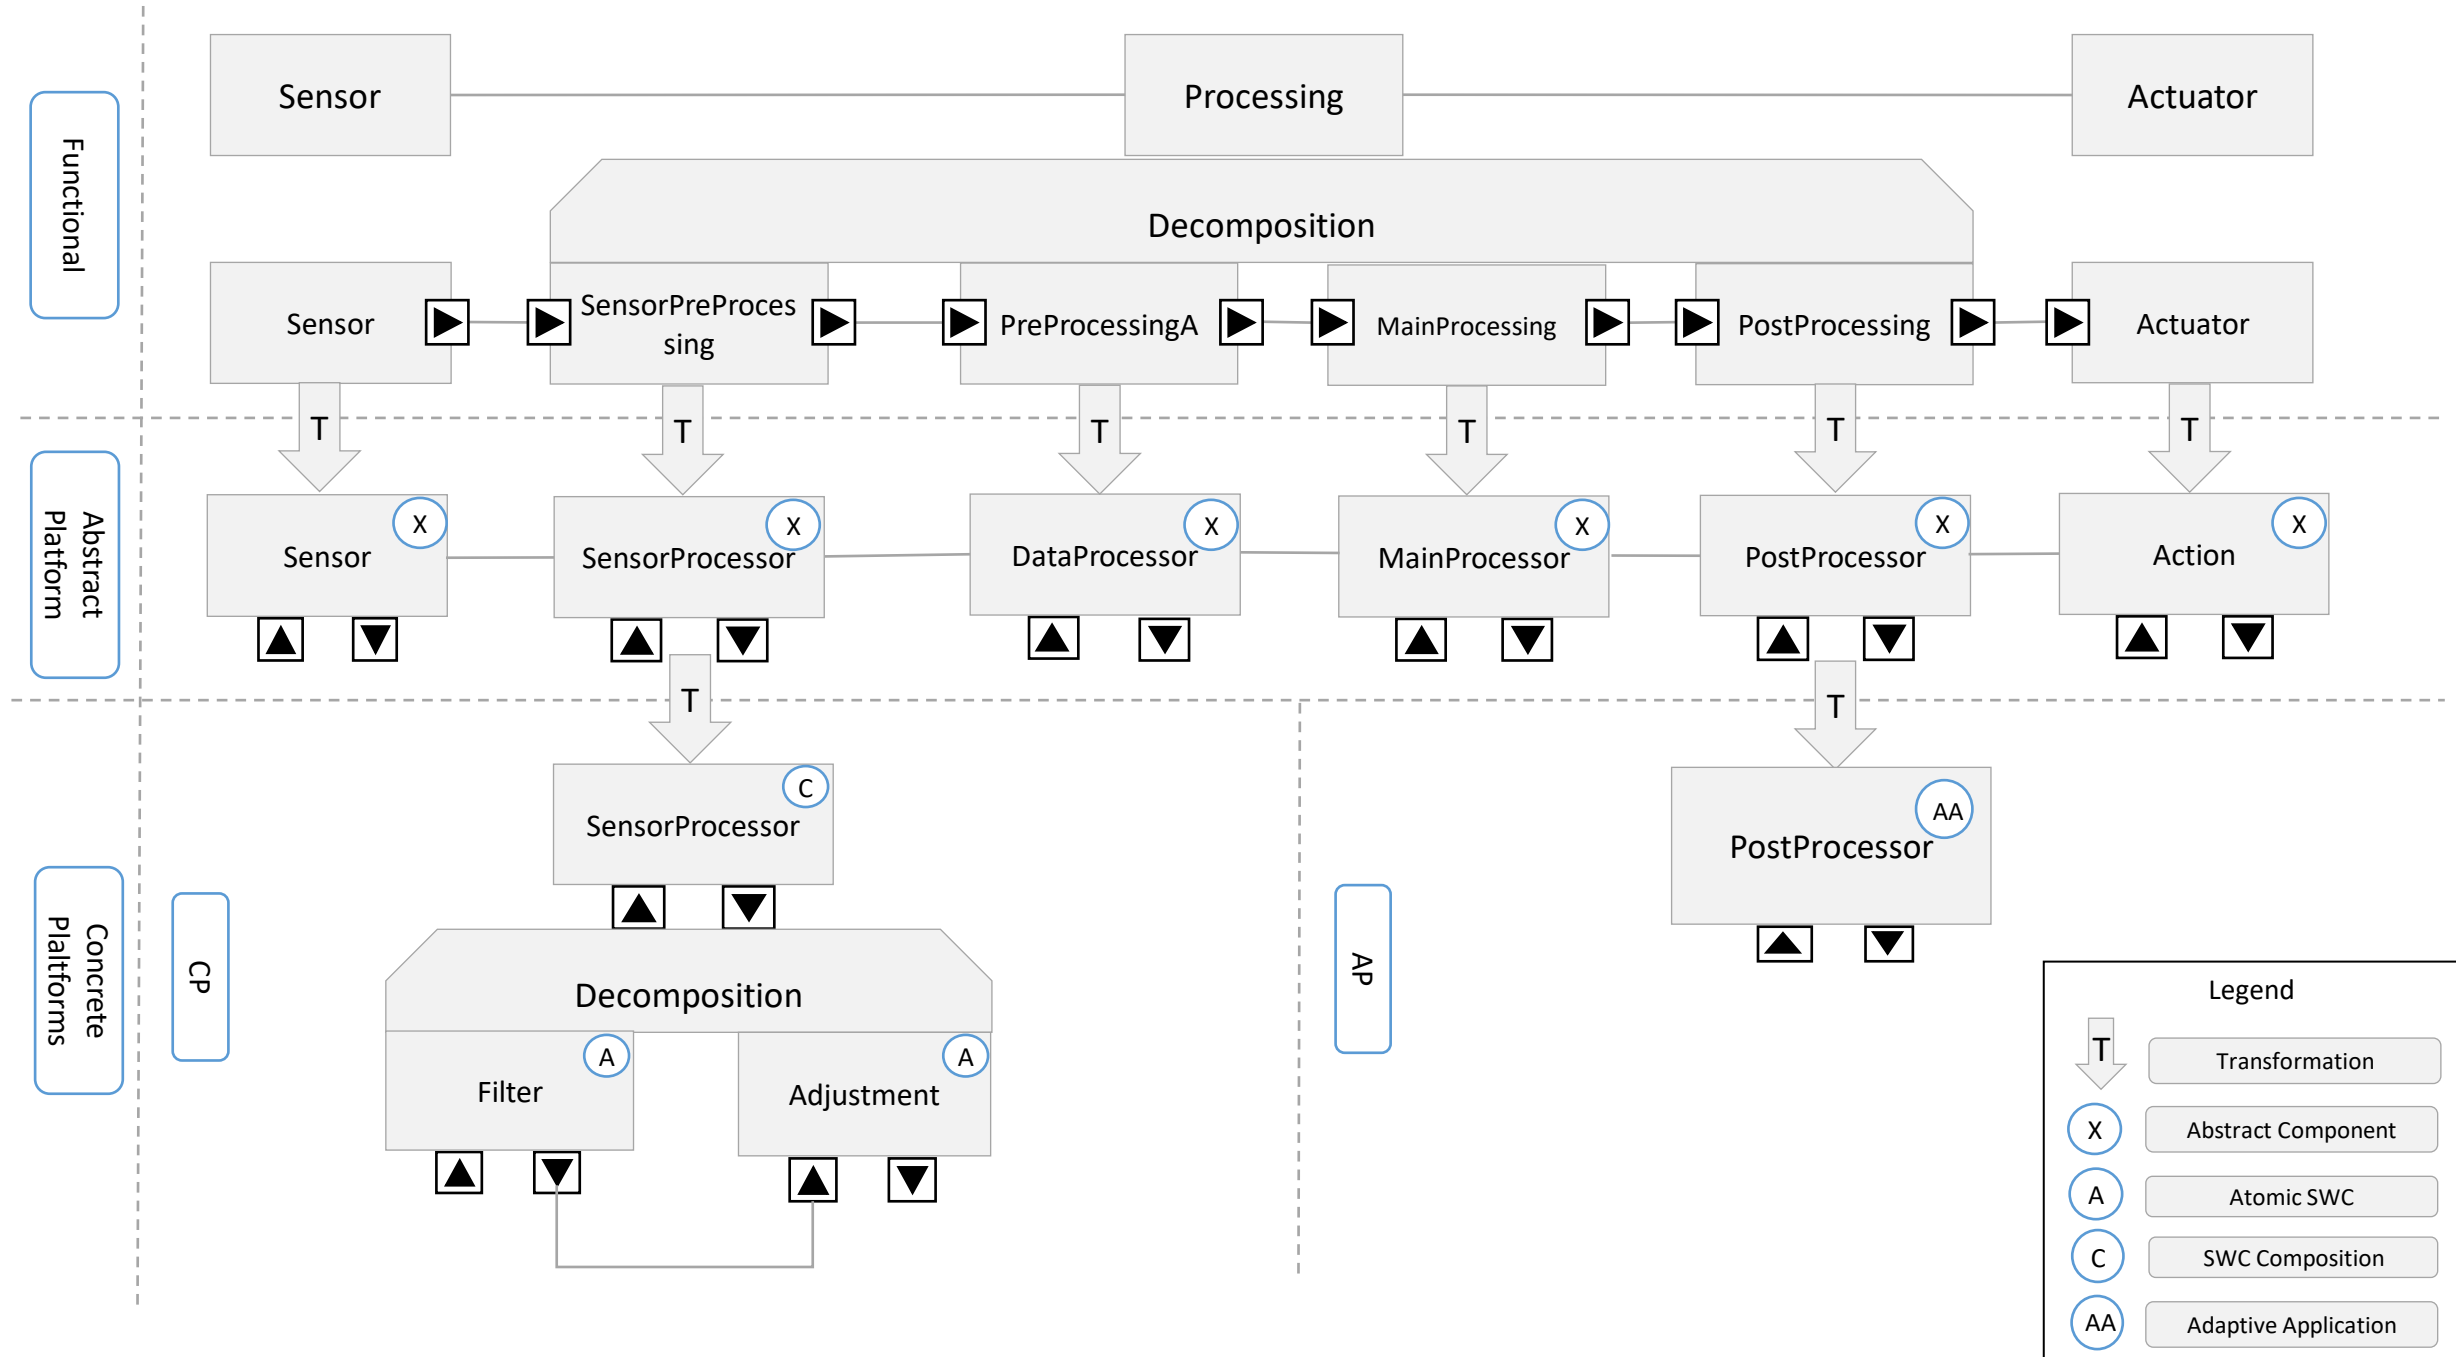 Functional
Sensor
Processing
Actuator
Decomposition
Sensor
SensorPreProces
sing
PreProcessingA
MainProcessing
PostProcessing
Actuator
T
T
T
T
T
T
Abstract
Platform
Sensor
X
SensorProcessor
X
DataProcessor
X
MainProcessor
X
PostProcessor
X
Action
X
T
T
Concrete
Plaltforms
CP
SensorProcessor
C
Decomposition
Filter
A
Adjustment
A
AP
PostProcessor
AA
Legend
T
Transformation
X
Abstract Component
A
Atomic SWC
C
SWC Composition
AA
Adaptive Application